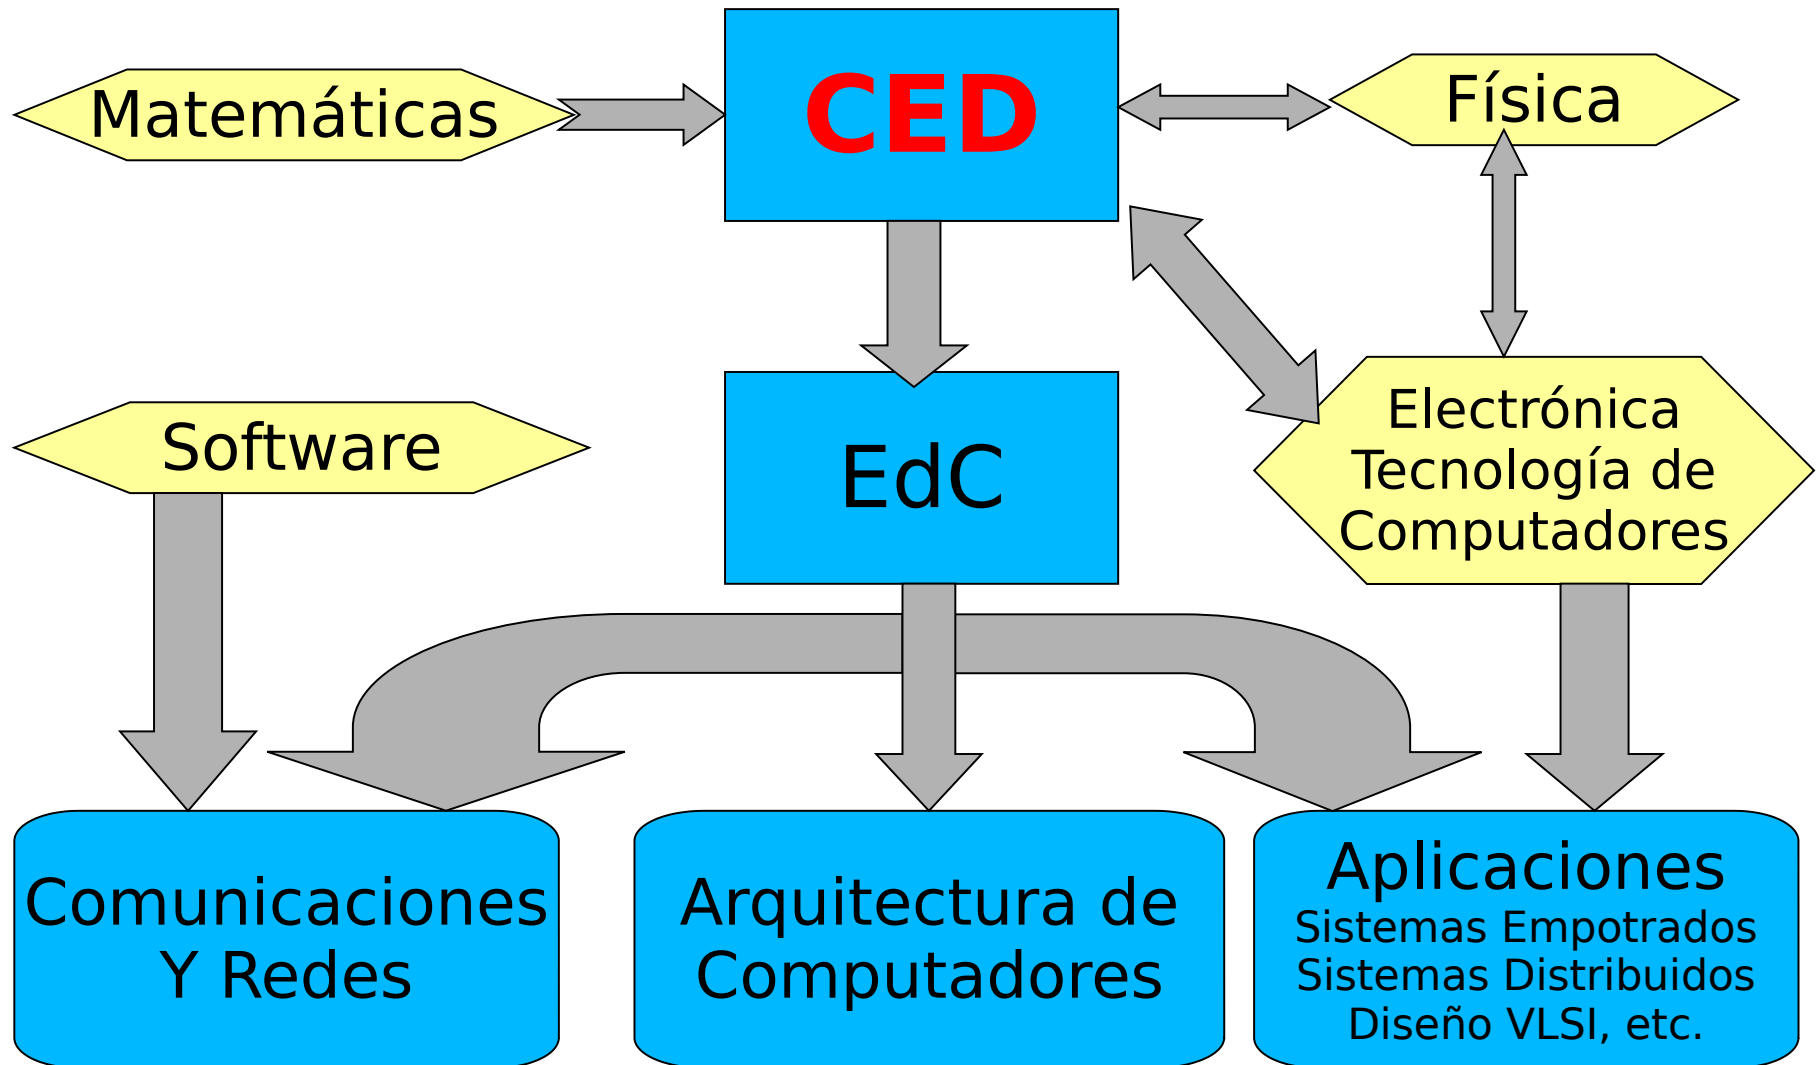 Matemáticas
CED
Física
Software
EdC
Electrónica
Tecnología de
Computadores
Comunicaciones
Y Redes
Arquitectura de
Computadores
Aplicaciones
Sistemas Empotrados
Sistemas Distribuidos
Diseño VLSI, etc.